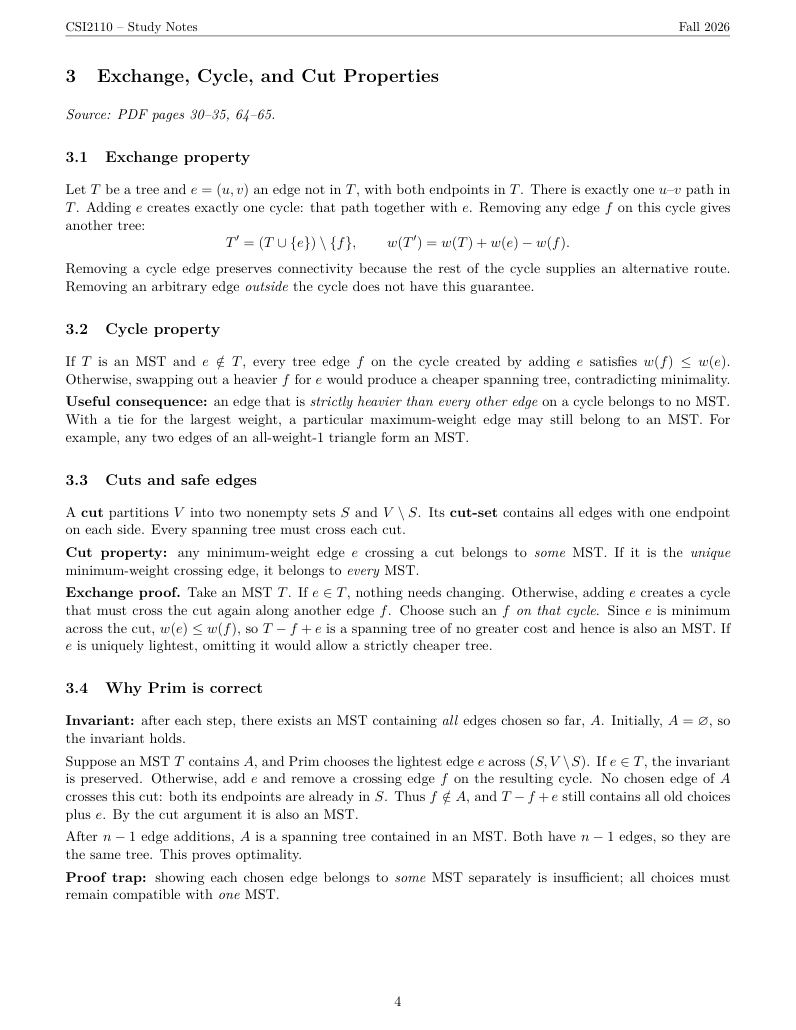 CSI2110 – Study Notes Fall 2026
3 Exchange, Cycle, and Cut Properties
Source: PDF pages 30–35, 64–65.
3.1 Exchange property
Let T be a tree and e = (u, v) an edge not in T, with both endpoints in T. There is exactly one u–v path in
T. Adding e creates exactly one cycle: that path together with e. Removing any edge f on this cycle gives
another tree:
T′ = (T ∪ {e}) \ {f}, w(T′) = w(T) + w(e) − w(f).
Removing a cycle edge preserves connectivity because the rest of the cycle supplies an alternative route.
Removing an arbitrary edge outside the cycle does not have this guarantee.
3.2 Cycle property
If T is an MST and e ∉ T, every tree edge f on the cycle created by adding e satisfies w(f) ≤ w(e).
Otherwise, swapping out a heavier f for e would produce a cheaper spanning tree, contradicting minimality.
Useful consequence: an edge that is strictly heavier than every other edge on a cycle belongs to no MST.
With a tie for the largest weight, a particular maximum-weight edge may still belong to an MST. For
example, any two edges of an all-weight-1 triangle form an MST.
3.3 Cuts and safe edges
A cut partitions V into two nonempty sets S and V \ S. Its cut-set contains all edges with one endpoint
on each side. Every spanning tree must cross each cut.
Cut property: any minimum-weight edge e crossing a cut belongs to some MST. If it is the unique
minimum-weight crossing edge, it belongs to every MST.
Exchange proof. Take an MST T. If e ∈ T, nothing needs changing. Otherwise, adding e creates a cycle
that must cross the cut again along another edge f. Choose such an f on that cycle. Since e is minimum
across the cut, w(e) ≤ w(f), so T − f + e is a spanning tree of no greater cost and hence is also an MST. If
e is uniquely lightest, omitting it would allow a strictly cheaper tree.
3.4 Why Prim is correct
Invariant: after each step, there exists an MST containing all edges chosen so far, A. Initially, A = ∅, so
the invariant holds.
Suppose an MST T contains A, and Prim chooses the lightest edge e across (S, V \ S). If e ∈ T, the invariant
is preserved. Otherwise, add e and remove a crossing edge f on the resulting cycle. No chosen edge of A
crosses this cut: both its endpoints are already in S. Thus f ∉ A, and T − f + e still contains all old choices
plus e. By the cut argument it is also an MST.
After n − 1 edge additions, A is a spanning tree contained in an MST. Both have n − 1 edges, so they are
the same tree. This proves optimality.
Proof trap: showing each chosen edge belongs to some MST separately is insufficient; all choices must
remain compatible with one MST.
4